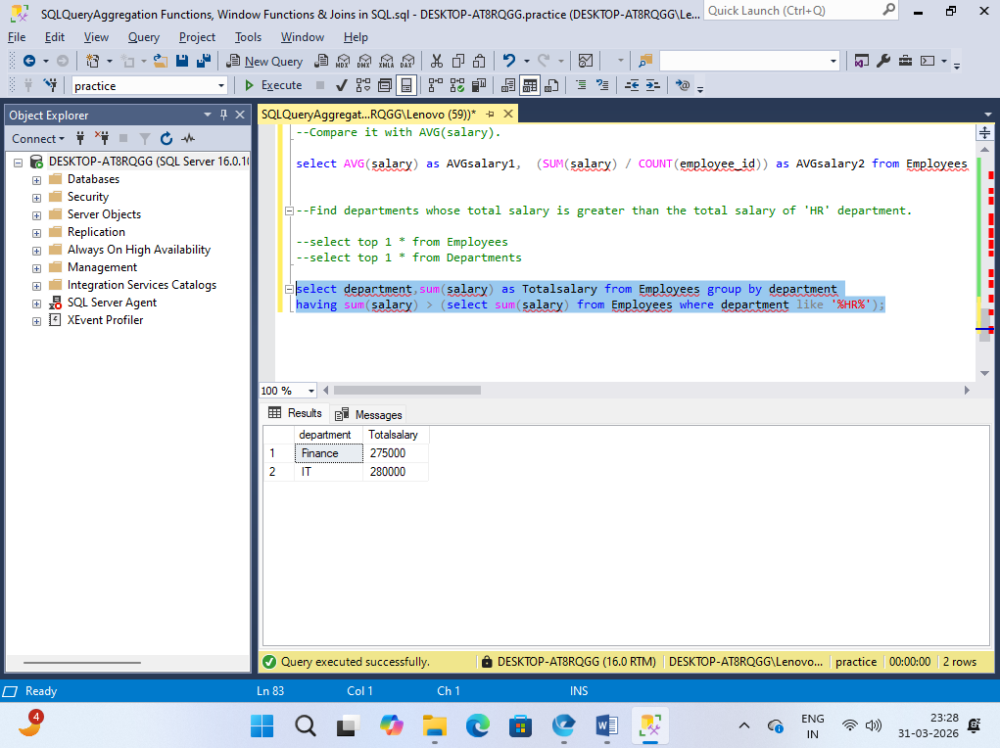 SQLQueryAggregation Functions, Window Functions & Joins in SQL.sql - DESKTOP-AT8RQGG.practice (DESKTOP-AT8RQGG\Le...
Quick Launch (Ctrl+Q)
File Edit View Query Project Tools Window Help
New Query MDX DMX XMLA DAX
practice Execute
Object Explorer
Connect
DESKTOP-AT8RQGG (SQL Server 16.0.10
Databases
Security
Server Objects
Replication
Always On High Availability
Management
Integration Services Catalogs
SQL Server Agent
XEvent Profiler
SQLQueryAggregat...RQGG\Lenovo (59))*
--Compare it with AVG(salary).
select AVG(salary) as AVGsalary1, (SUM(salary) / COUNT(employee_id)) as AVGsalary2 from Employees
--Find departments whose total salary is greater than the total salary of 'HR' department.
--select top 1 * from Employees
--select top 1 * from Departments
select department,sum(salary) as Totalsalary from Employees group by department
having sum(salary) > (select sum(salary) from Employees where department like '%HR%');
100 %
Results Messages
department Totalsalary
1 Finance 275000
2 IT 280000
Query executed successfully. DESKTOP-AT8RQGG (16.0 RTM) DESKTOP-AT8RQGG\Lenovo... practice 00:00:00 2 rows
Ready Ln 83 Col 1 Ch 1 INS
4
ENG
IN
23:28
31-03-2026